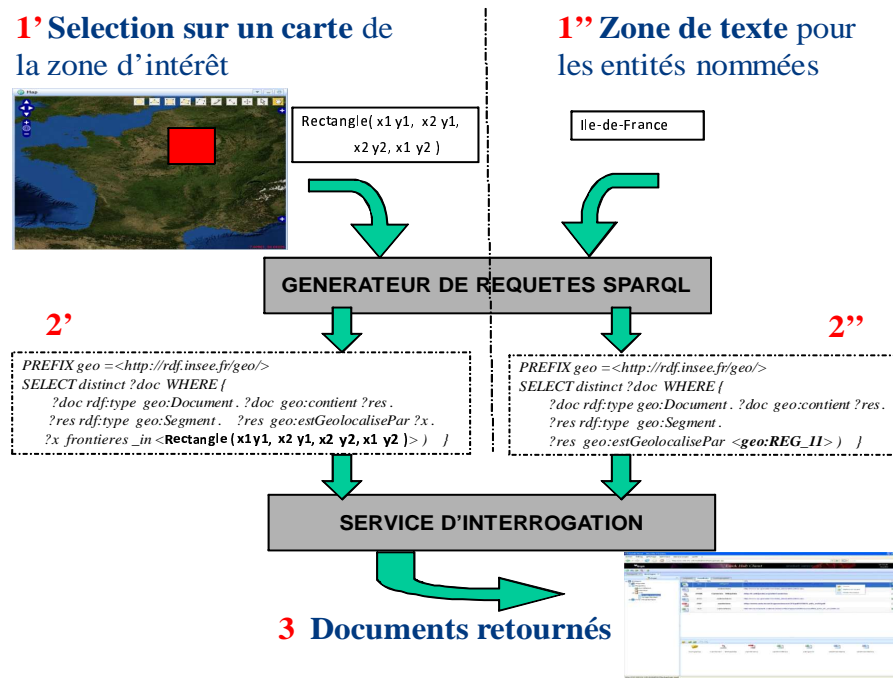 1’ Selection sur un carte de
la zone d’intérêt
1’’ Zone de texte pour
les entités nommées
Map
Rectangle( x1 y1, x2 y1,
x2 y2, x1 y2 )
Ile-de-France
GENERATEUR DE REQUETES SPARQL
2’
2’’
PREFIX geo =<http://rdf.insee.fr/geo/>
SELECT distinct ?doc WHERE {
?doc rdf:type geo:Document . ?doc geo:contient ?res .
?res rdf:type geo:Segment . ?res geo:estGeolocalisePar ?x .
?x frontieres _in <Rectangle ( x1 y1, x2 y1, x2 y2, x1 y2 )> ) }
PREFIX geo =<http://rdf.insee.fr/geo/>
SELECT distinct ?doc WHERE {
?doc rdf:type geo:Document . ?doc geo:contient ?res .
?res rdf:type geo:Segment .
?res geo:estGeolocalisePar <geo:REG_11> ) }
SERVICE D’INTERROGATION
3 Documents retournés